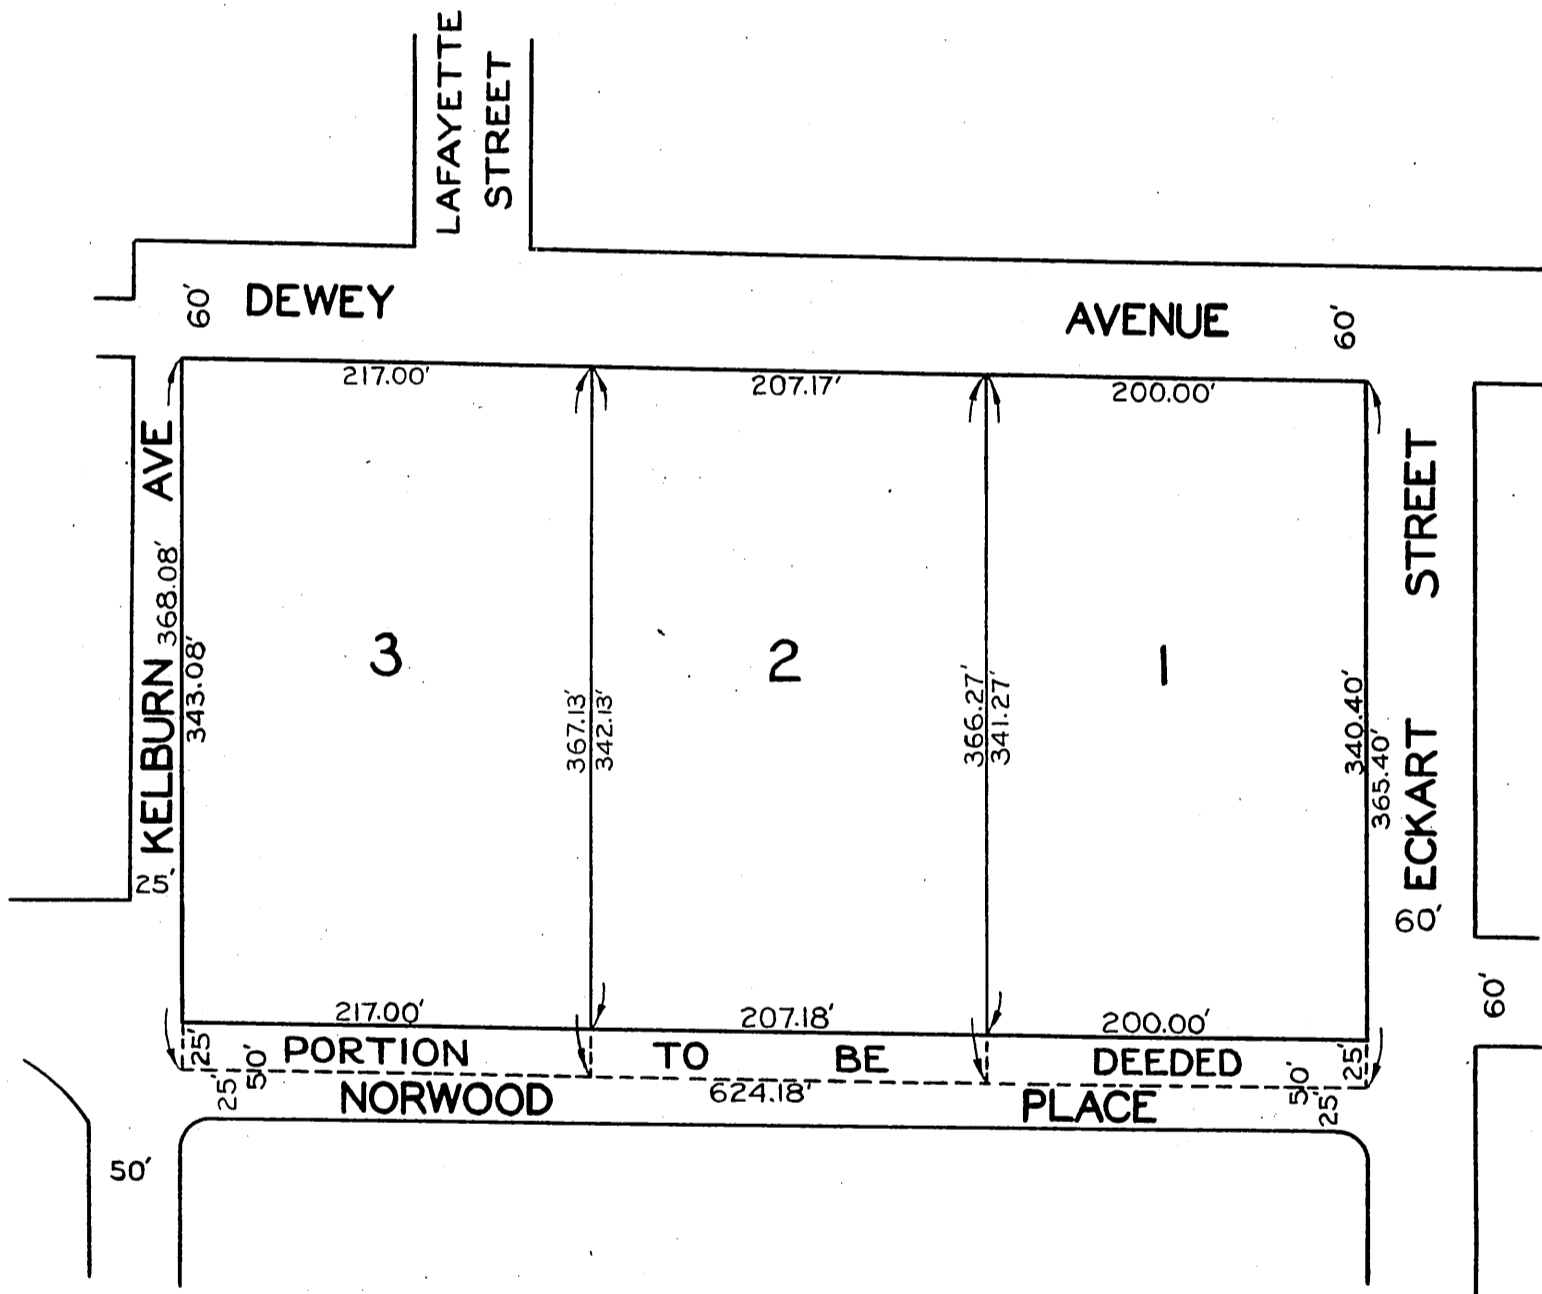 LAFAYETTE
STREET
60' DEWEY AVENUE 60'
217.00' 207.17' 200.00'
KELBURN AVE
368.08'
343.08'
25'
3 2 1
367.13'
342.13'
366.27'
341.27'
340.40'
365.40'
ECKART STREET
60'
60'
217.00' 207.18' 200.00'
25' PORTION TO BE DEEDED 25'
50' 624.18' 50'
25' NORWOOD PLACE 25'
50'